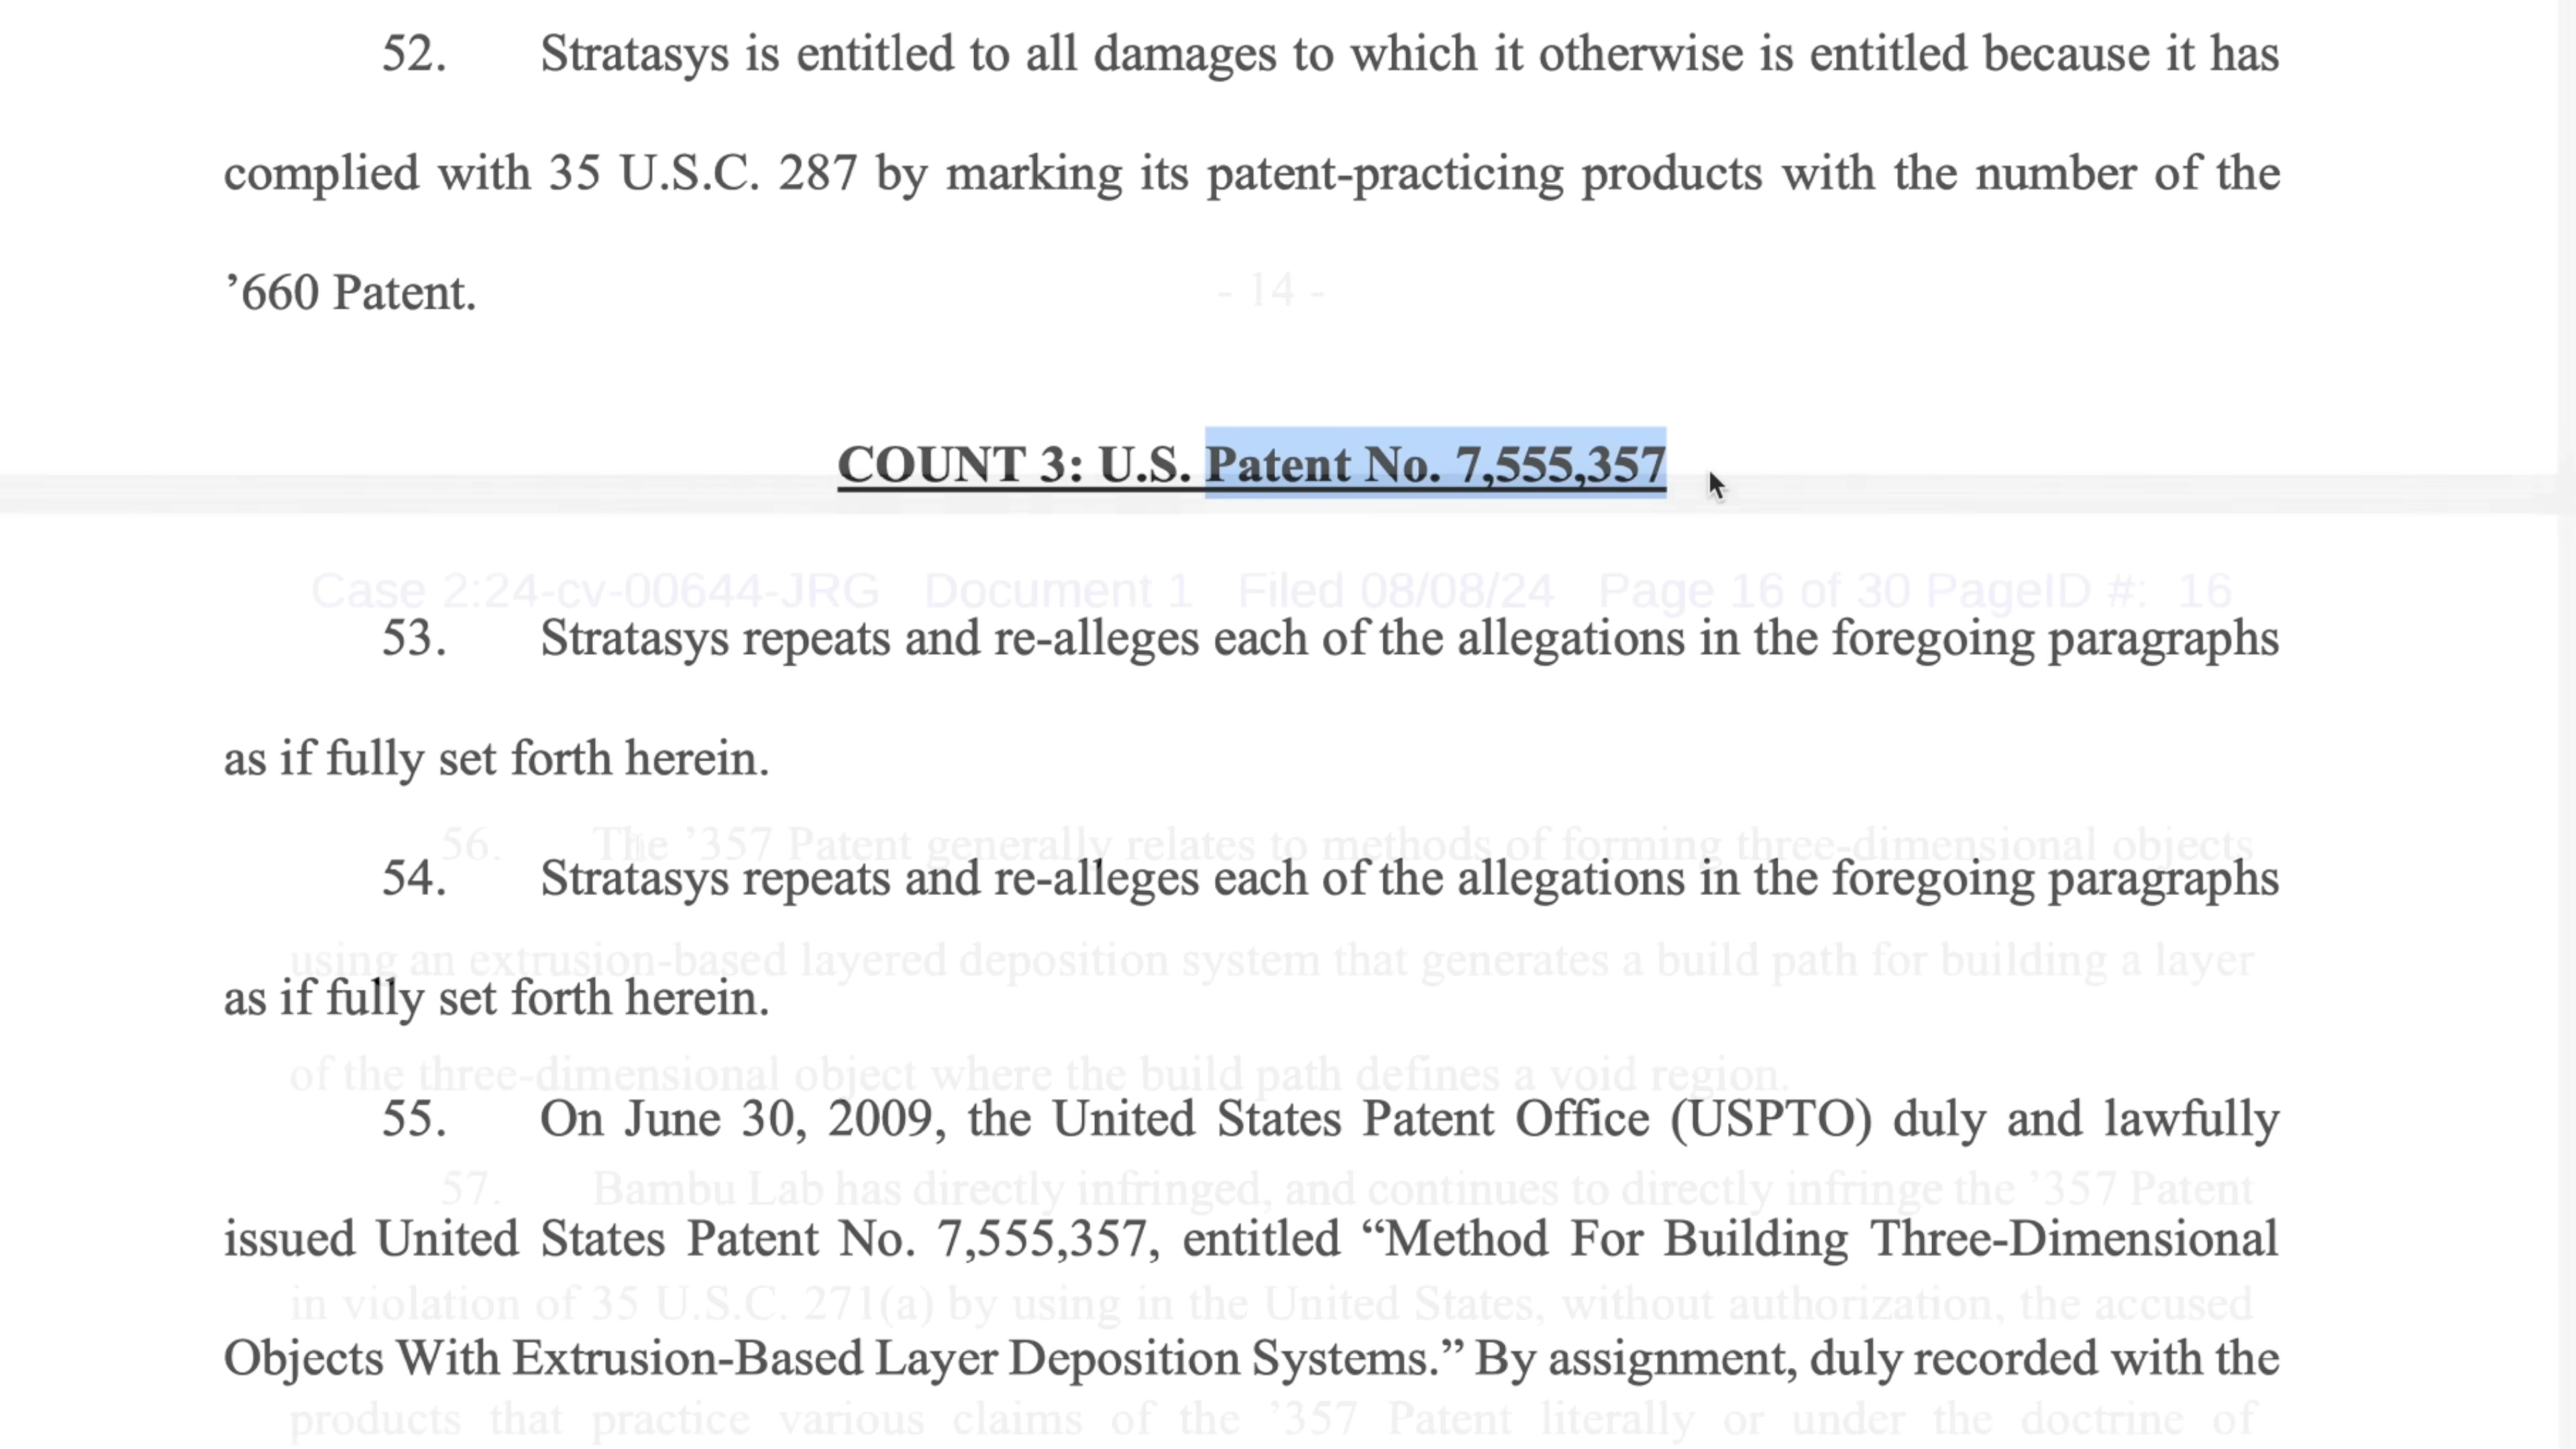 52. Stratasys is entitled to all damages to which it otherwise is entitled because it has
complied with 35 U.S.C. 287 by marking its patent-practicing products with the number of the
’660 Patent.
- 14 -
COUNT 3: U.S. Patent No. 7,555,357
Case 2:24-cv-00644-JRG Document 1 Filed 08/08/24 Page 16 of 30 PageID #: 16
53. Stratasys repeats and re-alleges each of the allegations in the foregoing paragraphs
as if fully set forth herein.
56. The ’357 Patent generally relates to methods of forming three-dimensional objects
54. Stratasys repeats and re-alleges each of the allegations in the foregoing paragraphs
using an extrusion-based layered deposition system that generates a build path for building a layer
as if fully set forth herein.
of the three-dimensional object where the build path defines a void region.
55. On June 30, 2009, the United States Patent Office (USPTO) duly and lawfully
57. Bambu Lab has directly infringed, and continues to directly infringe the ’357 Patent
issued United States Patent No. 7,555,357, entitled “Method For Building Three-Dimensional
in violation of 35 U.S.C. 271(a) by using in the United States, without authorization, the accused
Objects With Extrusion-Based Layer Deposition Systems.” By assignment, duly recorded with the
products that practice various claims of the ’357 Patent literally or under the doctrine of